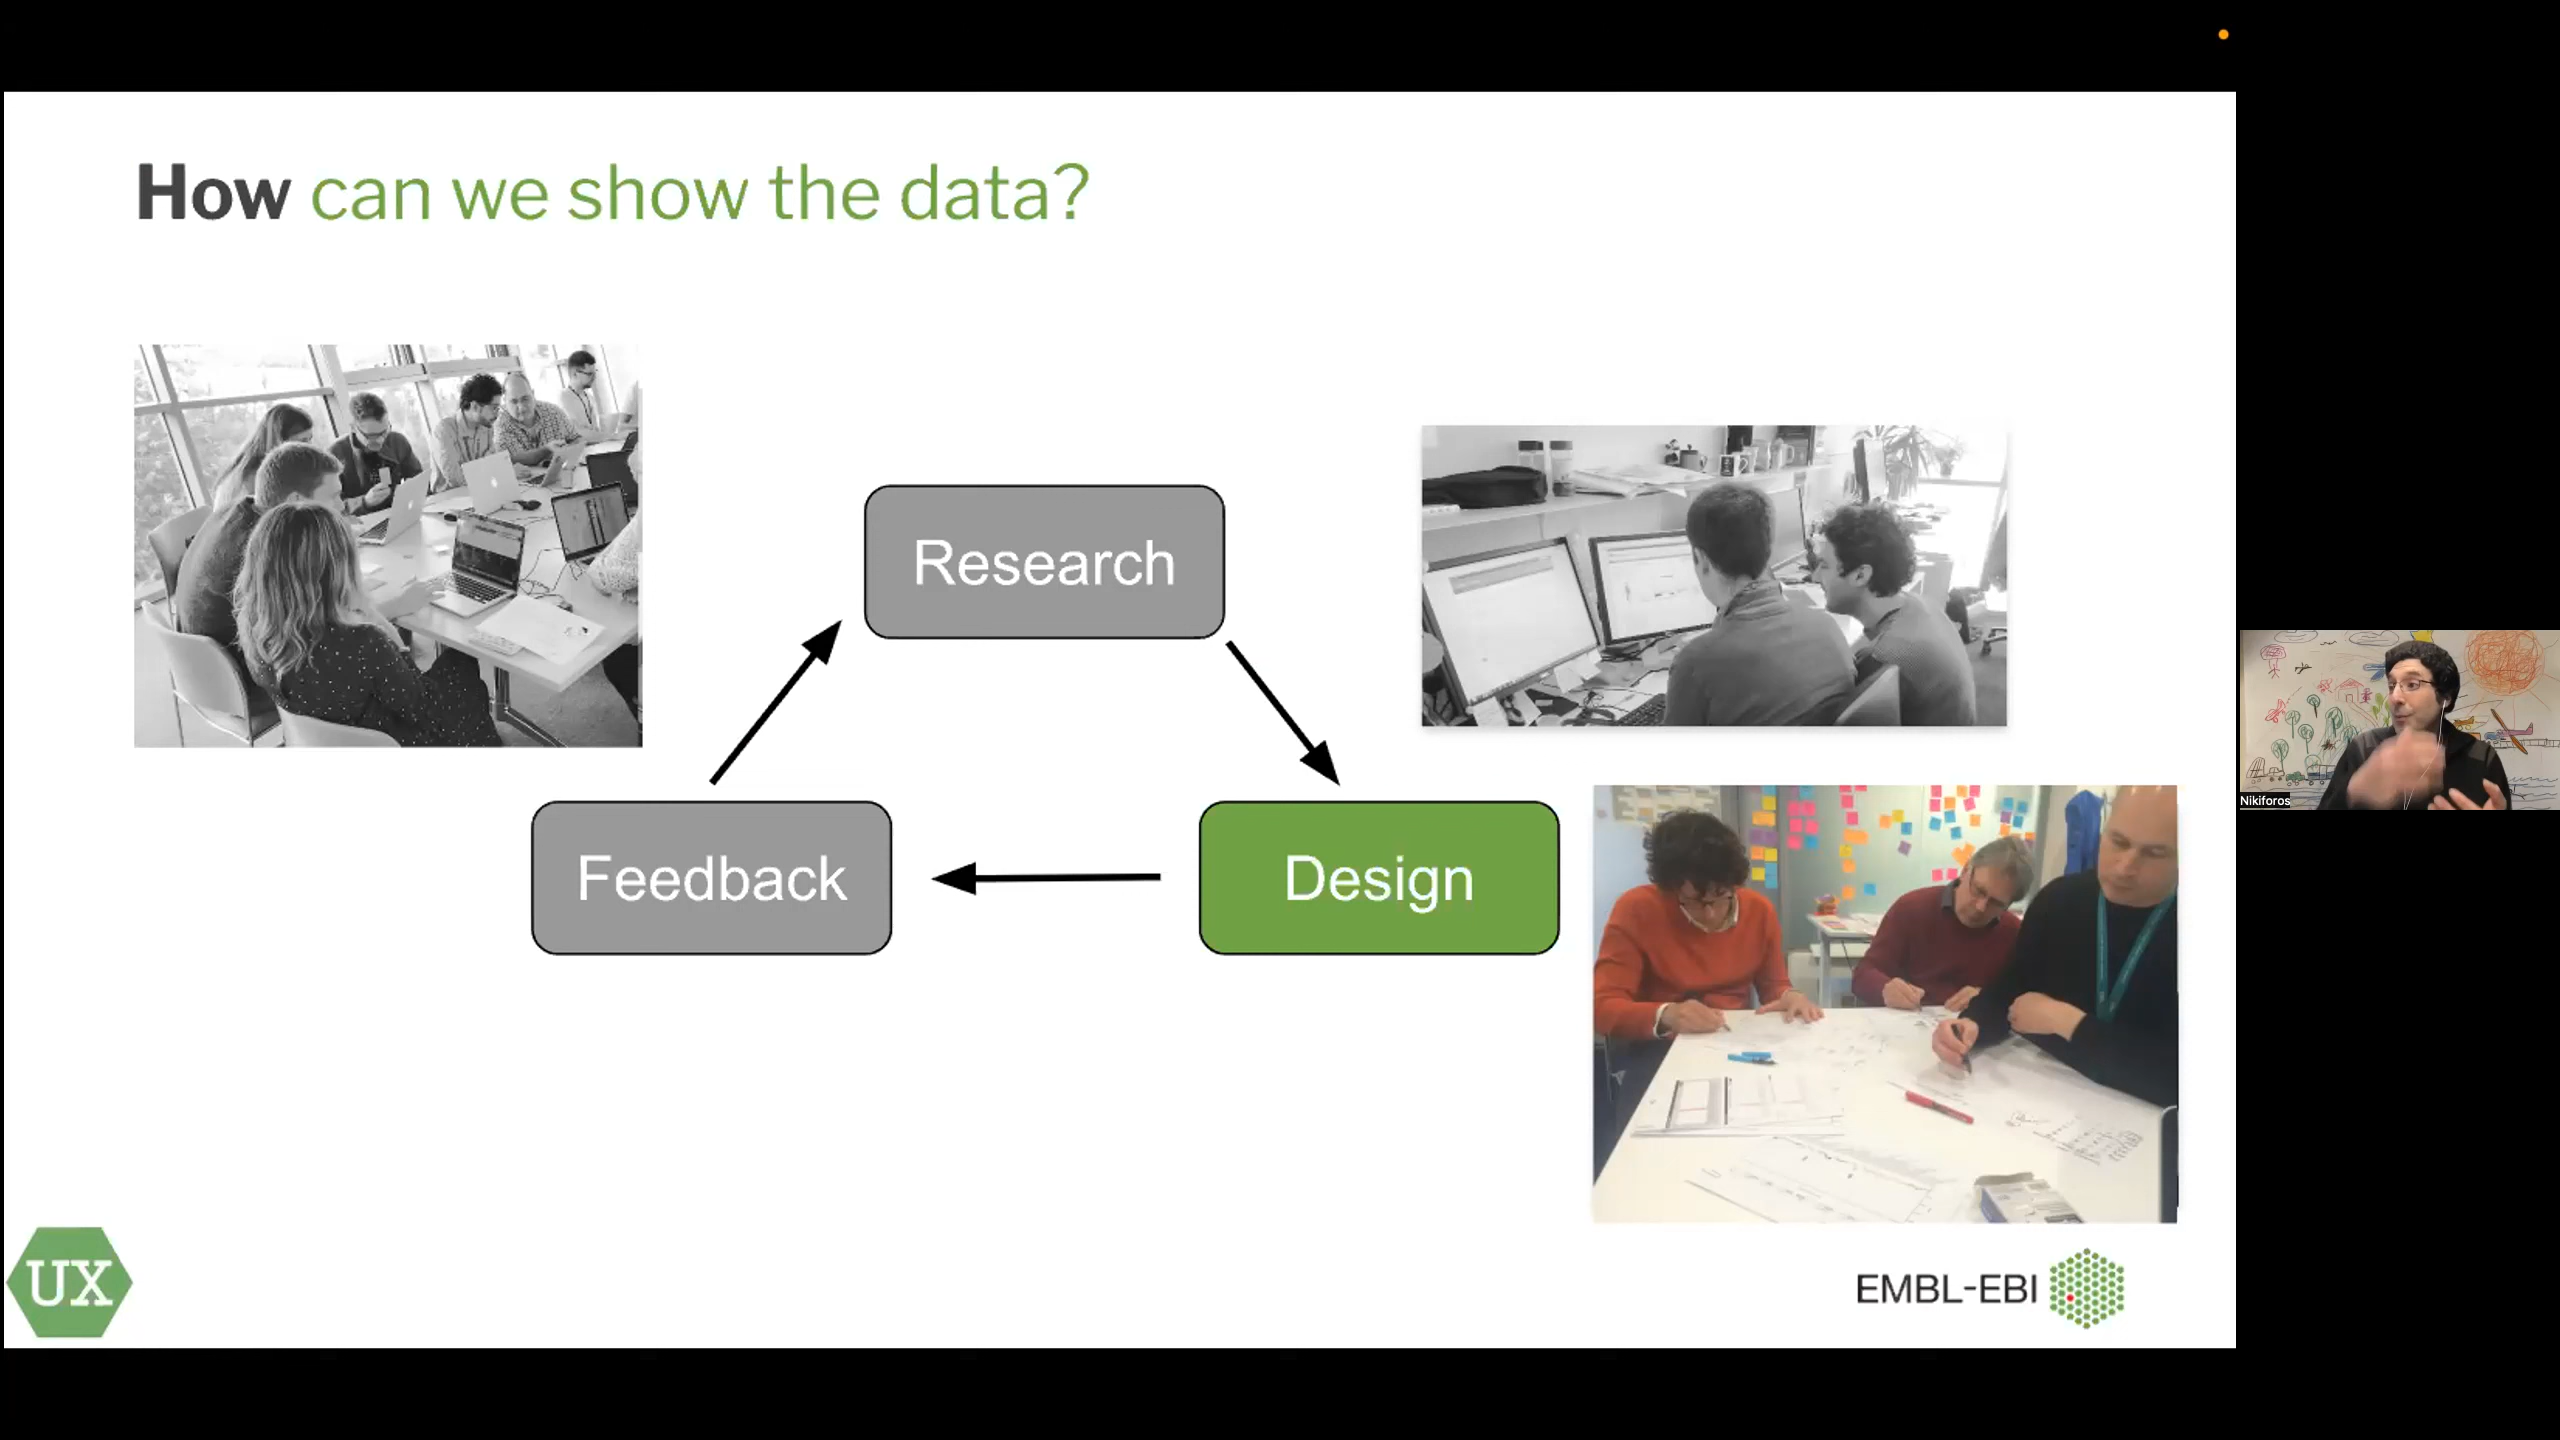 How can we show the data?
Research
Feedback
Design
Nikiforos
UX
EMBL-EBI